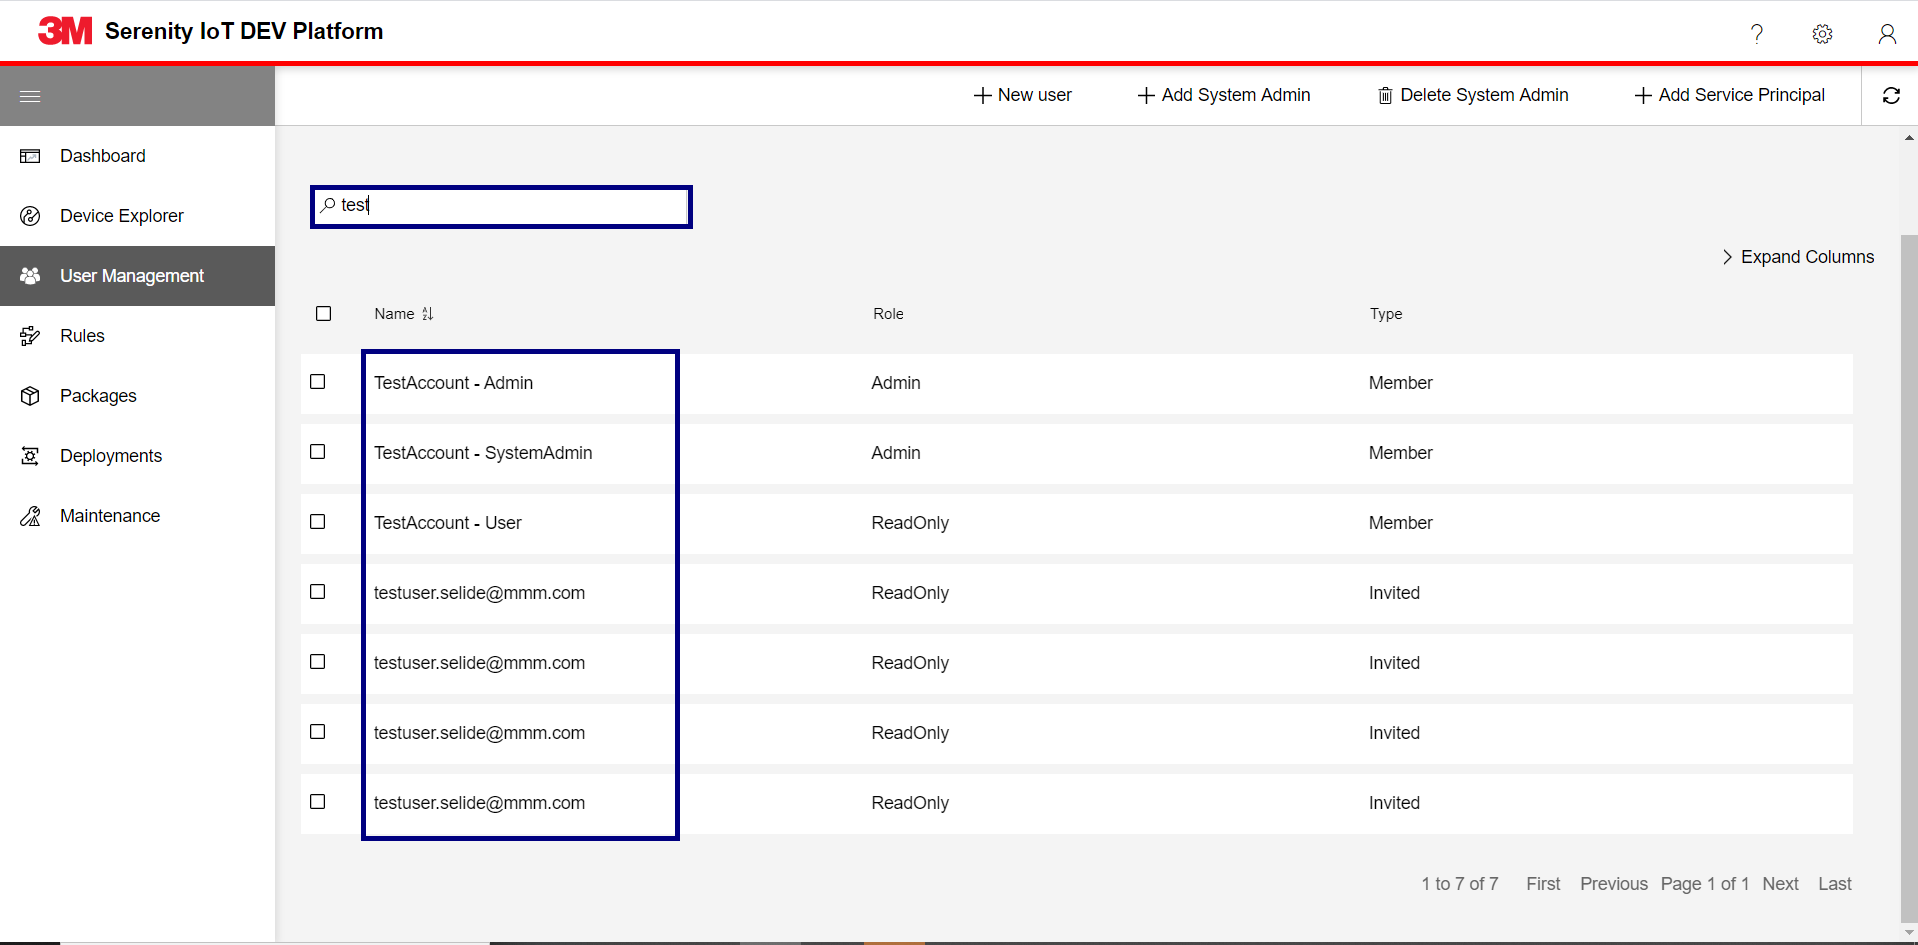 3M Serenity IoT DEV Platform
?
+ New user + Add System Admin Delete System Admin + Add Service Principal
Dashboard
Device Explorer
User Management
Rules
Packages
Deployments
Maintenance
test
> Expand Columns
Name Role Type
TestAccount - Admin Admin Member
TestAccount - SystemAdmin Admin Member
TestAccount - User ReadOnly Member
testuser.selide@mmm.com ReadOnly Invited
testuser.selide@mmm.com ReadOnly Invited
testuser.selide@mmm.com ReadOnly Invited
testuser.selide@mmm.com ReadOnly Invited
1 to 7 of 7 First Previous Page 1 of 1 Next Last